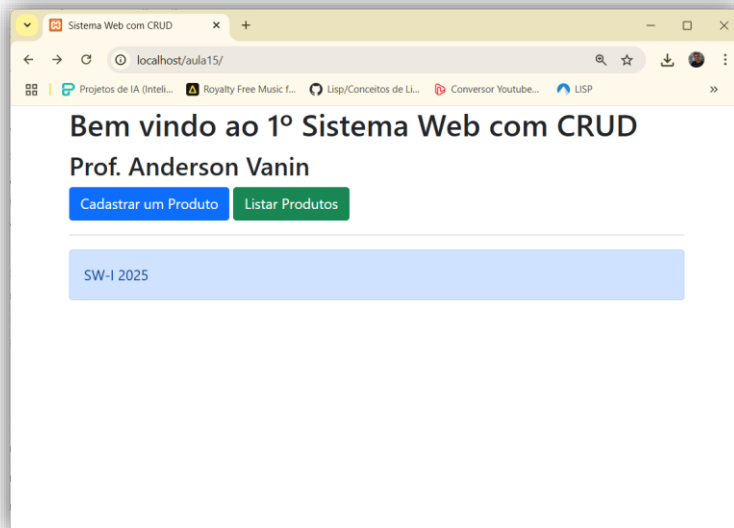 Sistema Web com CRUD
localhost/aula15/
Projetos de IA (Inteli...
Royalty Free Music f...
Lisp/Conceitos de Li...
Conversor Youtube...
LISP
Bem vindo ao 1º Sistema Web com CRUD
Prof. Anderson Vanin
Cadastrar um Produto
Listar Produtos
SW-I 2025